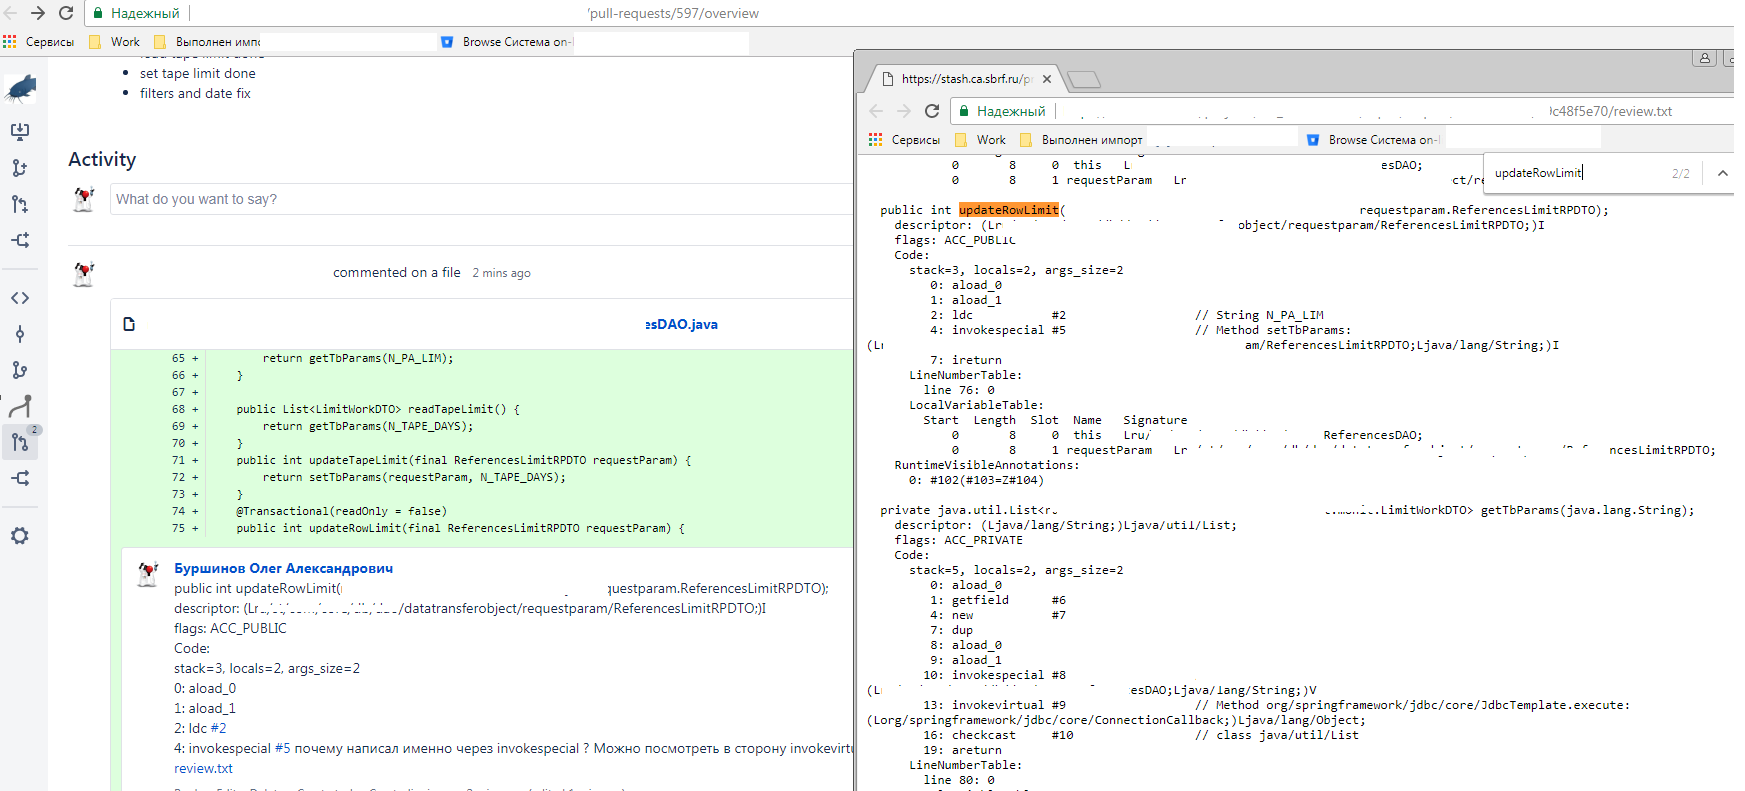 Надежный
/pull-requests/597/overview
Сервисы
Work
Выполнен импо
Browse Система on-
set tape limit done
filters and date fix
Activity
What do you want to say?
commented on a file 2 mins ago
esDAO.java
65 + return getTbParams(N_PA_LIM);
66 + }
67 +
68 + public List<LimitWorkDTO> readTapeLimit() {
69 + return getTbParams(N_TAPE_DAYS);
70 + }
71 + public int updateTapeLimit(final ReferencesLimitRPDTO requestParam) {
72 + return setTbParams(requestParam, N_TAPE_DAYS);
73 + }
74 + @Transactional(readOnly = false)
75 + public int updateRowLimit(final ReferencesLimitRPDTO requestParam) {
2
Буршинов Олег Александрович
public int updateRowLimit( questparam.ReferencesLimitRPDTO);
descriptor: (L /datatransferobject/requestparam/ReferencesLimitRPDTO;)I
flags: ACC_PUBLIC
Code:
stack=3, locals=2, args_size=2
0: aload_0
1: aload_1
2: ldc #2
4: invokespecial #5 почему написал именно через invokespecial ? Можно посмотреть в сторону invokevirtu
review.txt
https://stash.ca.sbrf.ru/p
Надежный
c48f5e70/review.txt
Сервисы
Work
Выполнен импорт
Browse Система on-
updateRowLimit
2/2
0 8 0 this L esDAO;
0 8 1 requestParam Lr ct/re
public int updateRowLimit( requestparam.ReferencesLimitRPDTO);
descriptor: (Lr object/requestparam/ReferencesLimitRPDTO;)I
flags: ACC_PUBLIC
Code:
stack=3, locals=2, args_size=2
0: aload_0
1: aload_1
2: ldc #2 // String N_PA_LIM
4: invokespecial #5 // Method setTbParams:
(Lr am/ReferencesLimitRPDTO;Ljava/lang/String;)I
7: ireturn
LineNumberTable:
line 76: 0
LocalVariableTable:
Start Length Slot Name Signature
0 8 0 this Lru/ ReferencesDAO;
0 8 1 requestParam Lr ncesLimitRPDTO;
RuntimeVisibleAnnotations:
0: #102(#103=Z#104)
private java.util.List<r LimitWorkDTO> getTbParams(java.lang.String);
descriptor: (Ljava/lang/String;)Ljava/util/List;
flags: ACC_PRIVATE
Code:
stack=5, locals=2, args_size=2
0: aload_0
1: getfield #6
4: new #7
7: dup
8: aload_0
9: aload_1
10: invokespecial #8
(L esDAO;Ljava/lang/String;)V
13: invokevirtual #9 // Method org/springframework/jdbc/core/JdbcTemplate.execute:
(Lorg/springframework/jdbc/core/ConnectionCallback;)Ljava/lang/Object;
16: checkcast #10 // class java/util/List
19: areturn
LineNumberTable:
line 80: 0